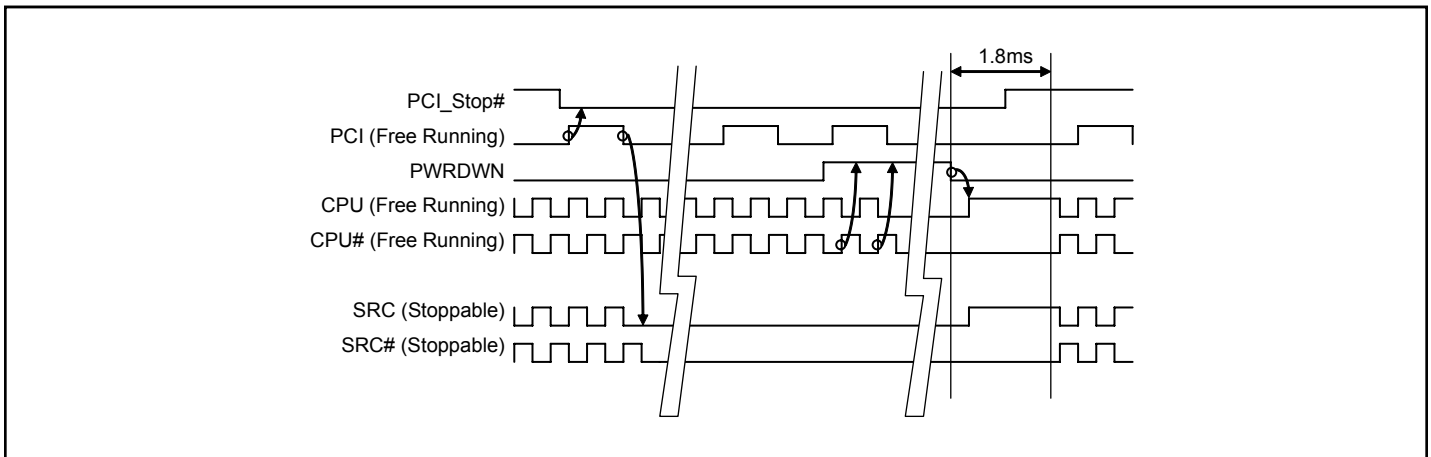 1.8ms
PCI_Stop#
PCI (Free Running)
PWRDWN
CPU (Free Running)
CPU# (Free Running)
SRC (Stoppable)
SRC# (Stoppable)